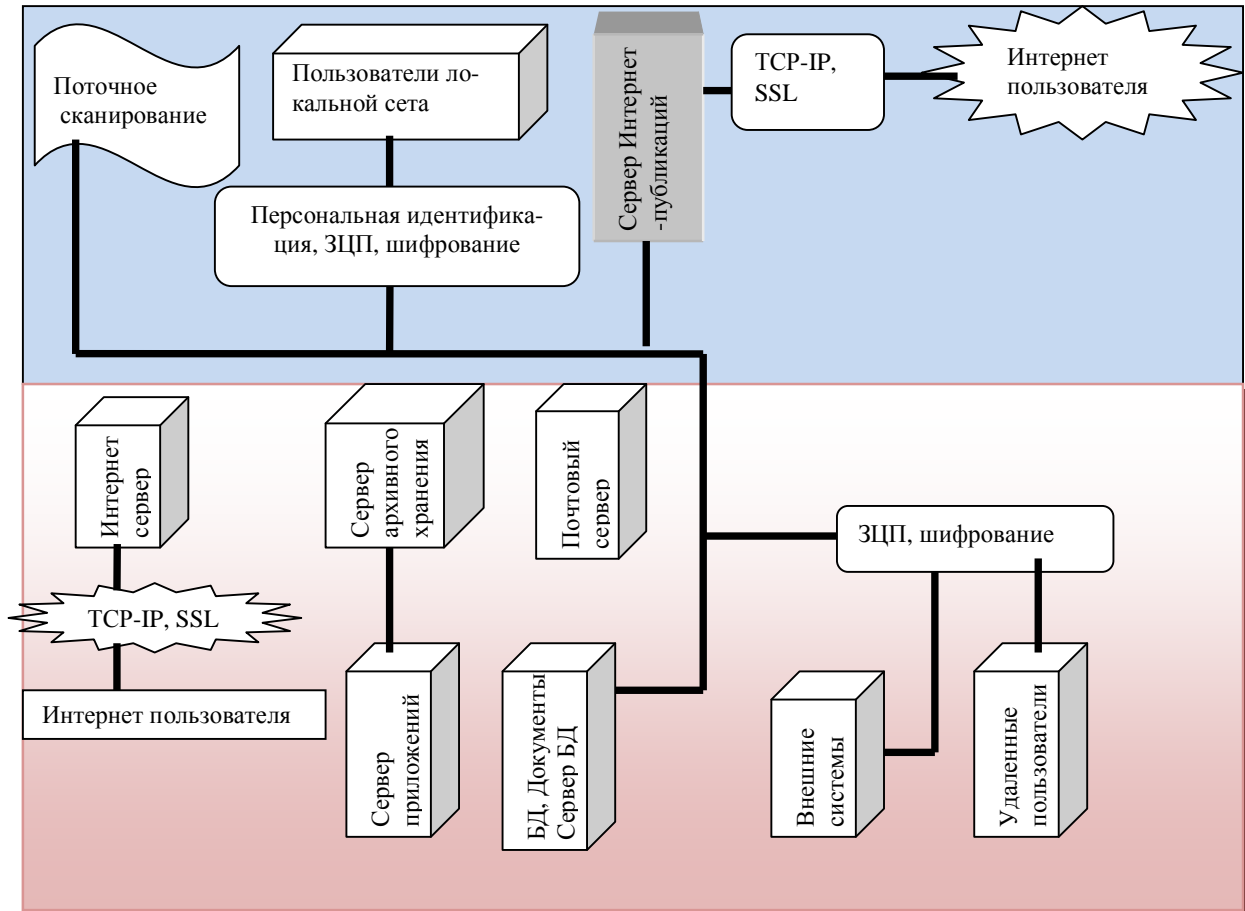 Поточное
сканирование
Пользователи ло-
кальной сета
Сервер Интернет
-публикаций
TCP-IP,
SSL
Интернет
пользователя
Персональная идентифика-
ция, ЗЦП, шифрование
Интернет
сервер
Сервер
архивного
хранения
Почтовый
сервер
ЗЦП, шифрование
TCP-IP, SSL
Интернет пользователя
Сервер
приложений
БД, Документы
Сервер БД
Внешние
системы
Удаленные
пользователи